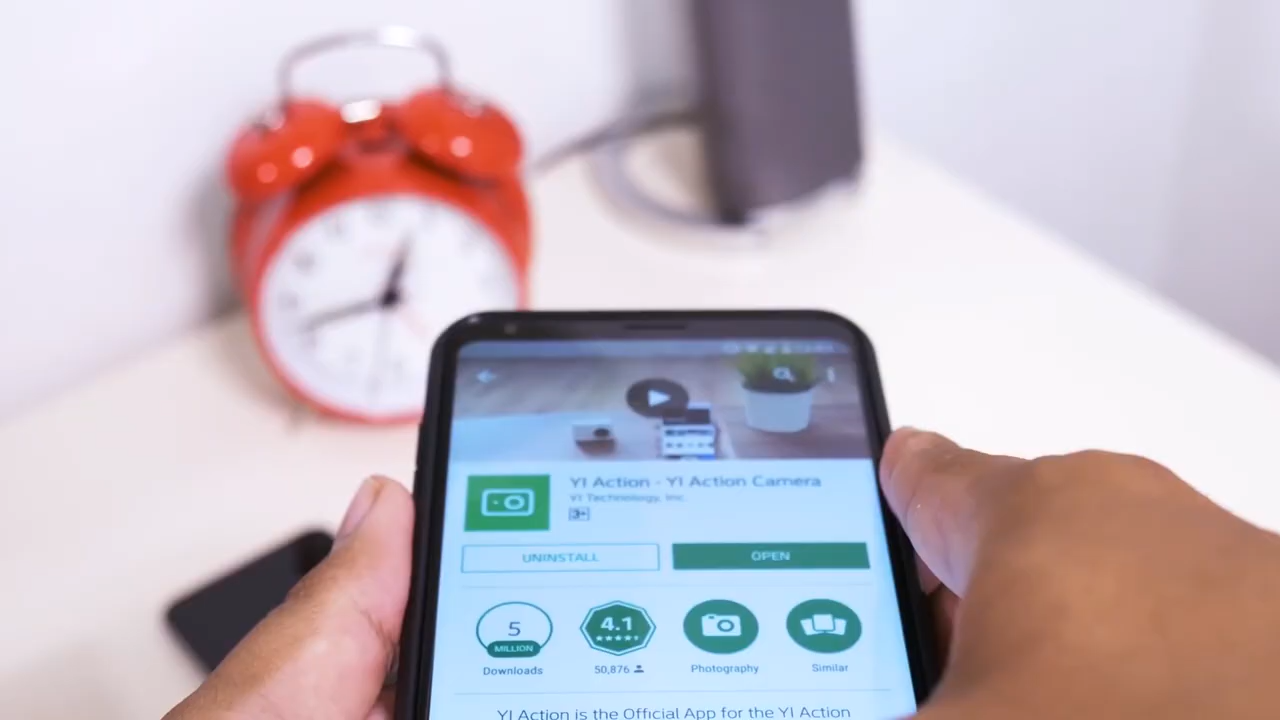 YI Action - YI Action Camera
YI Technology, Inc.
3+
UNINSTALL
OPEN
5
MILLION
Downloads
4.1
50,876
Photography
Similar
YI Action is the Official App for the YI Action